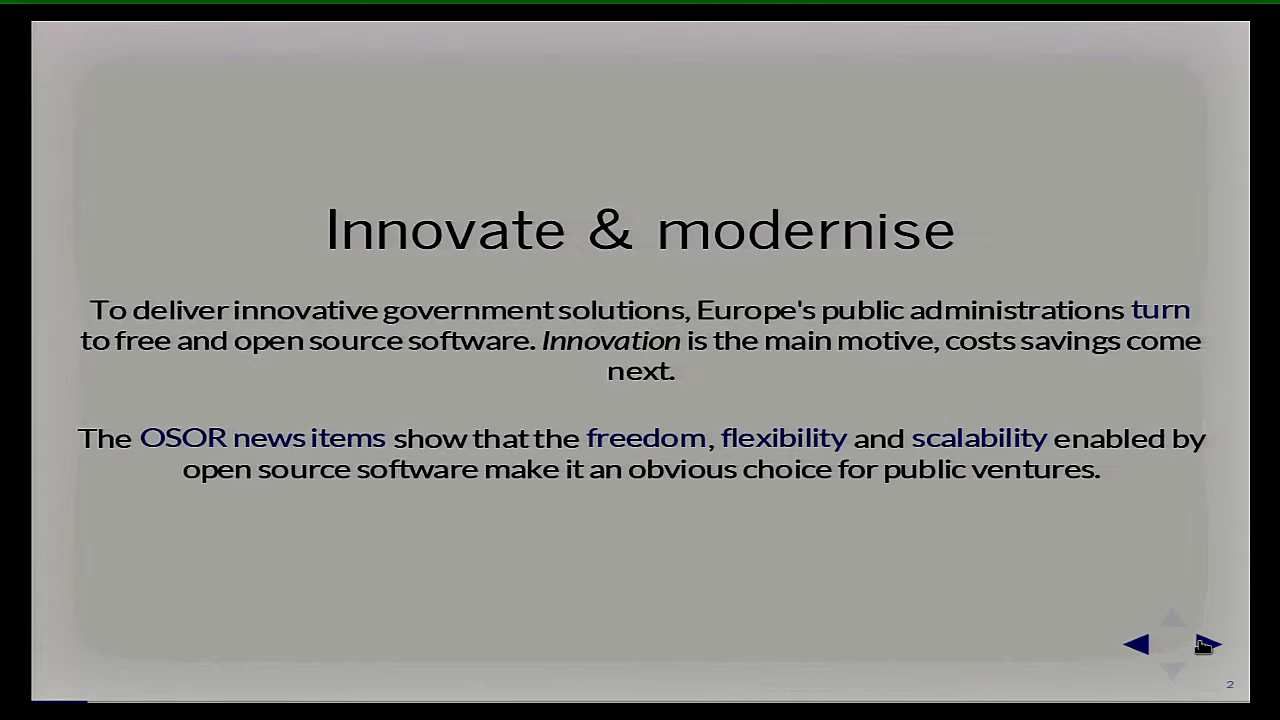 Innovate & modernise
To deliver innovative government solutions, Europe's public administrations turn
to free and open source software. Innovation is the main motive, costs savings come
next.
The OSOR news items show that the freedom, flexibility and scalability enabled by
open source software make it an obvious choice for public ventures.
2